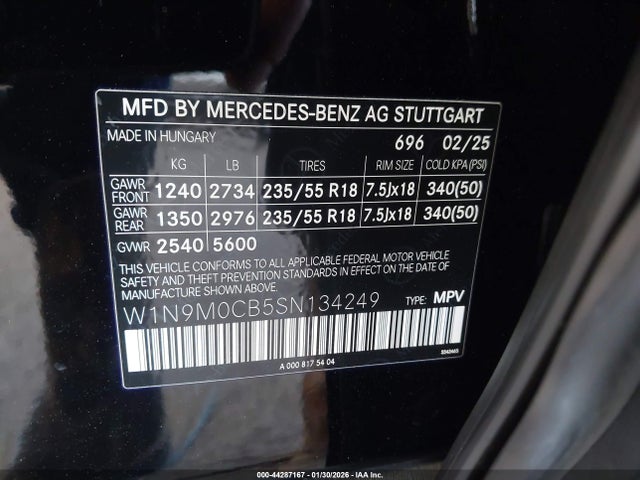 MFD BY MERCEDES-BENZ AG STUTTGART
MADE IN HUNGARY 696 02/25
KG LB TIRES RIM SIZE COLD KPA(PSI)
GAWR FRONT 1240 2734 235/55 R18 7.5Jx18 340(50)
GAWR REAR 1350 2976 235/55 R18 7.5Jx18 340(50)
GVWR 2540 5600
THIS VEHICLE CONFORMS TO ALL APPLICABLE FEDERAL MOTOR VEHICLE
SAFETY AND THEFT PREVENTION STANDARDS IN EFFECT ON THE DATE OF
MANUFACTURE SHOWN ABOVE.
W1N9M0CB5SN134249 TYPE: MPV
A 000 817 54 04
000-44287167 - 01/30/2026 - IAA Inc.